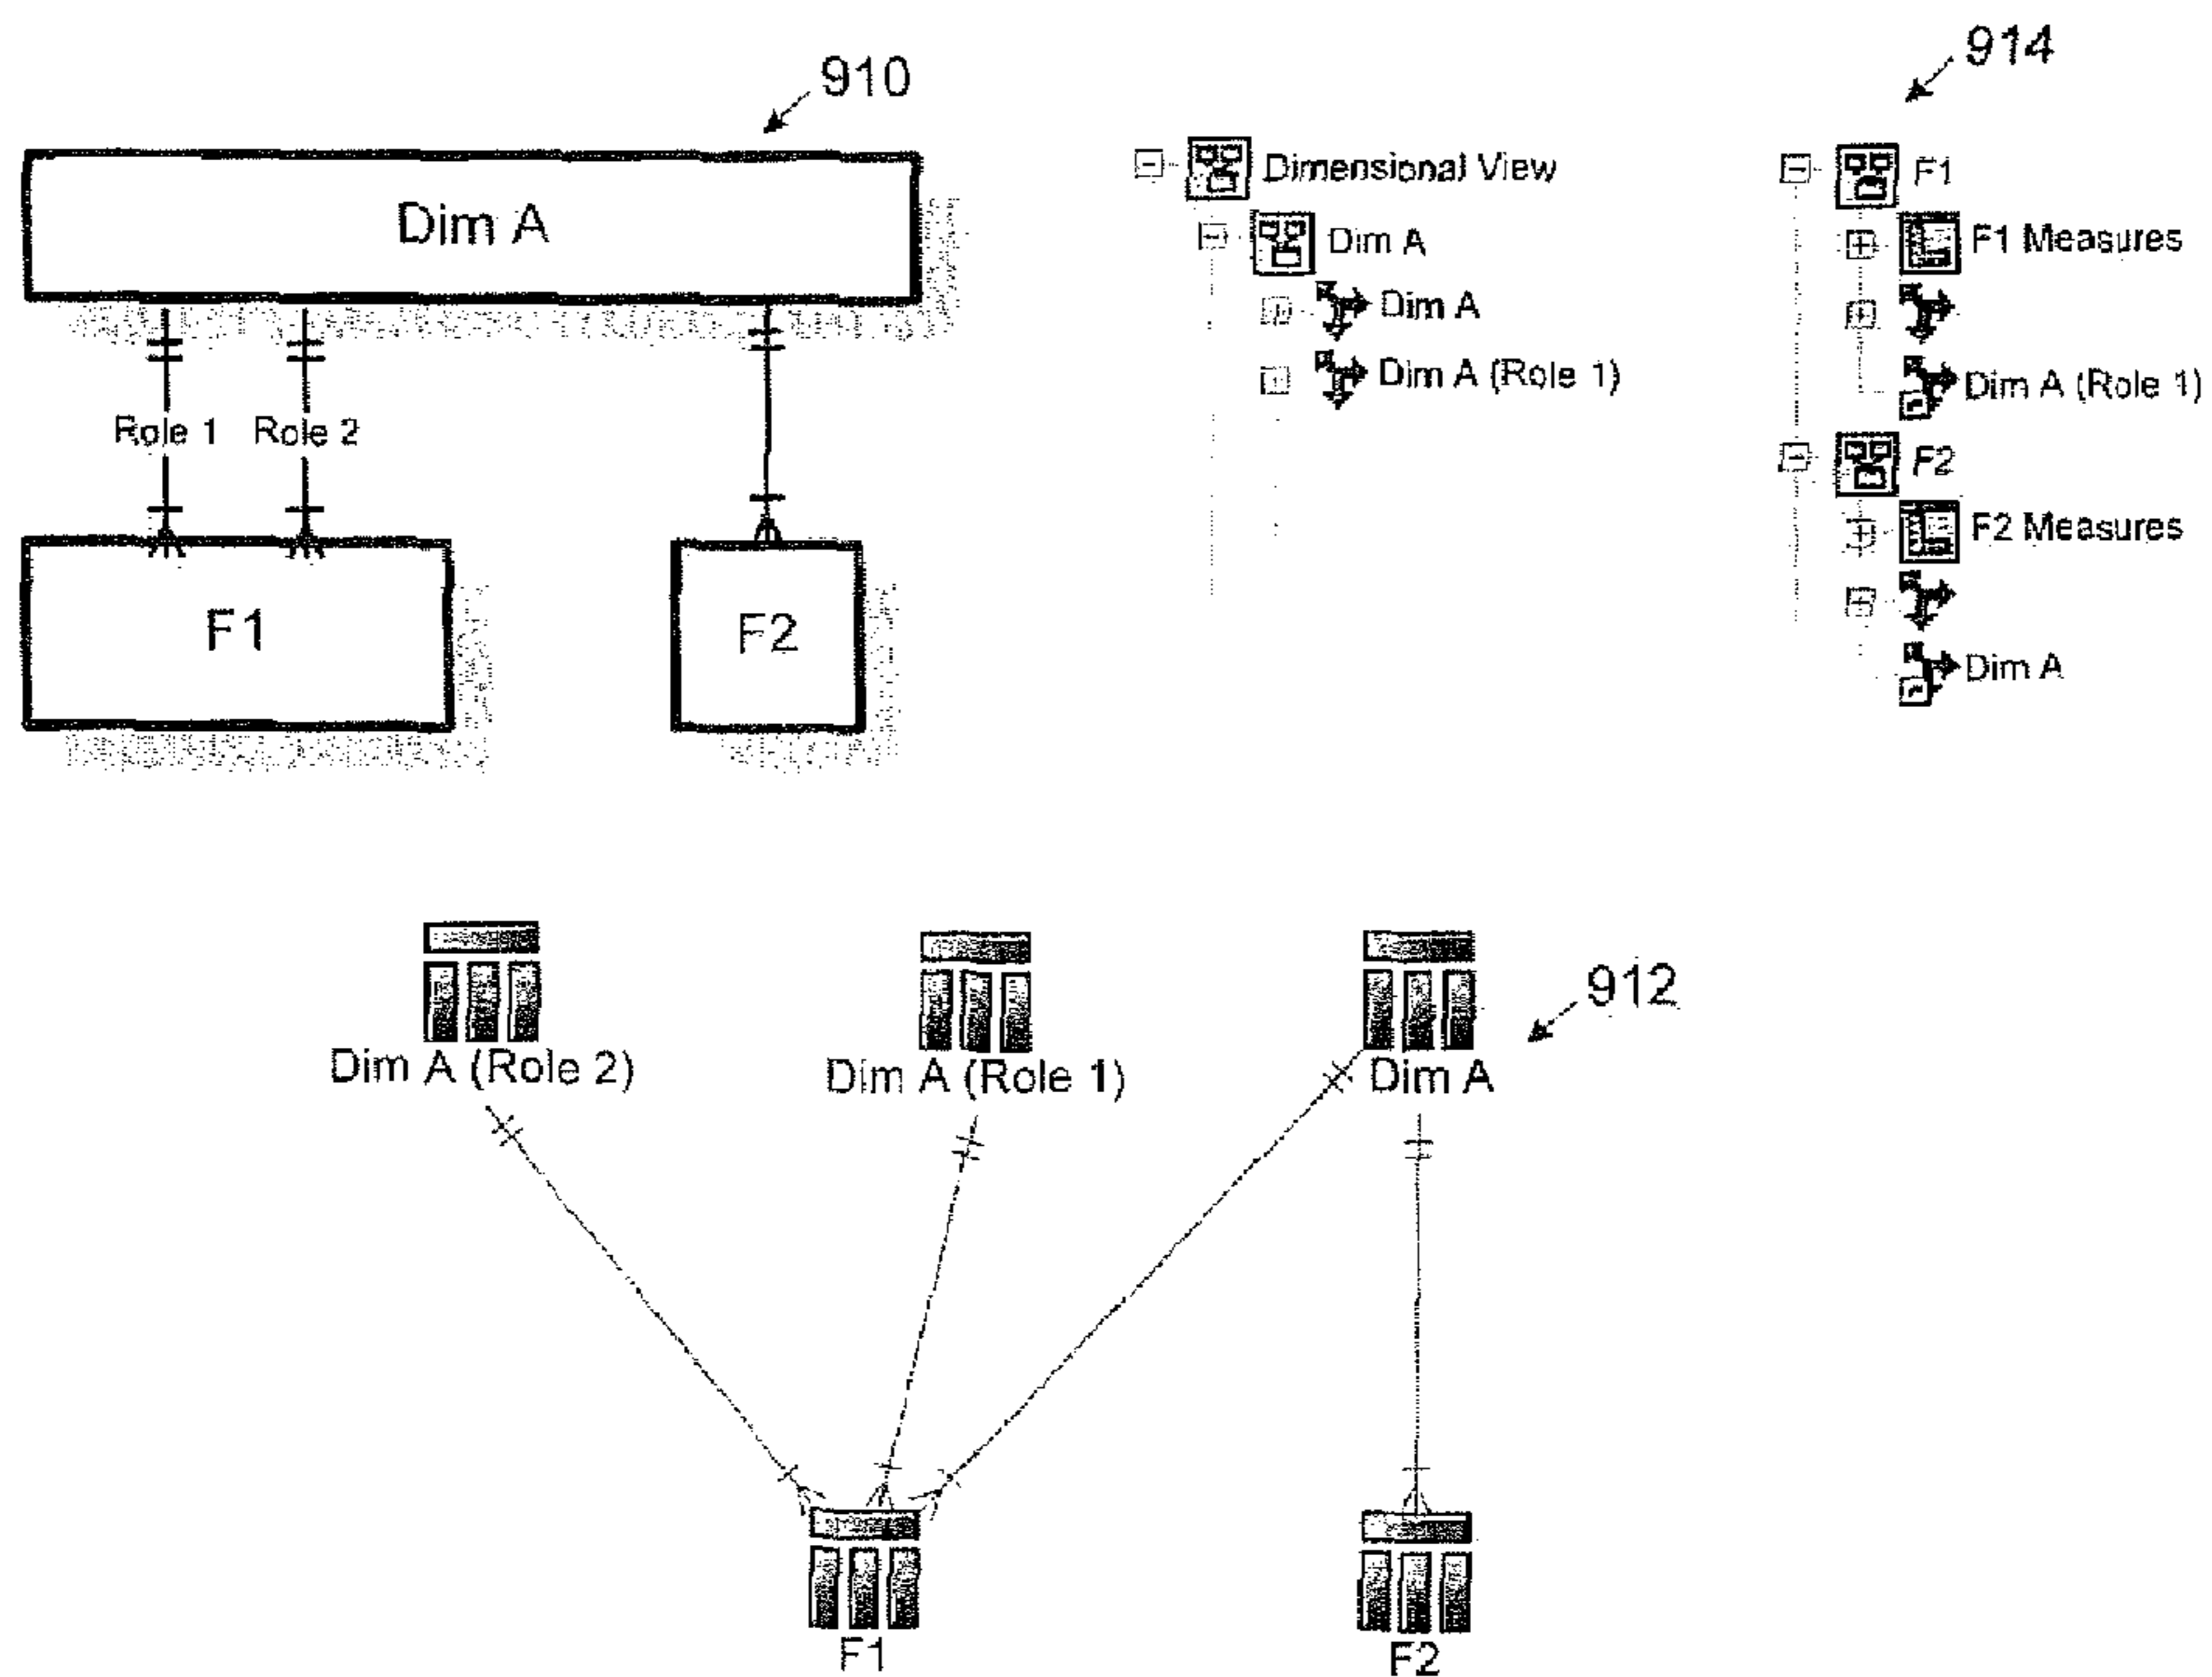 910
Dim A
Role 1 Role 2
F1
F2
Dimensional View
Dim A
Dim A
Dim A (Role 1)
914
F1
F1 Measures
Dim A (Role 1)
F2
F2 Measures
Dim A
Dim A (Role 2)
Dim A (Role 1)
Dim A
912
F1
F2